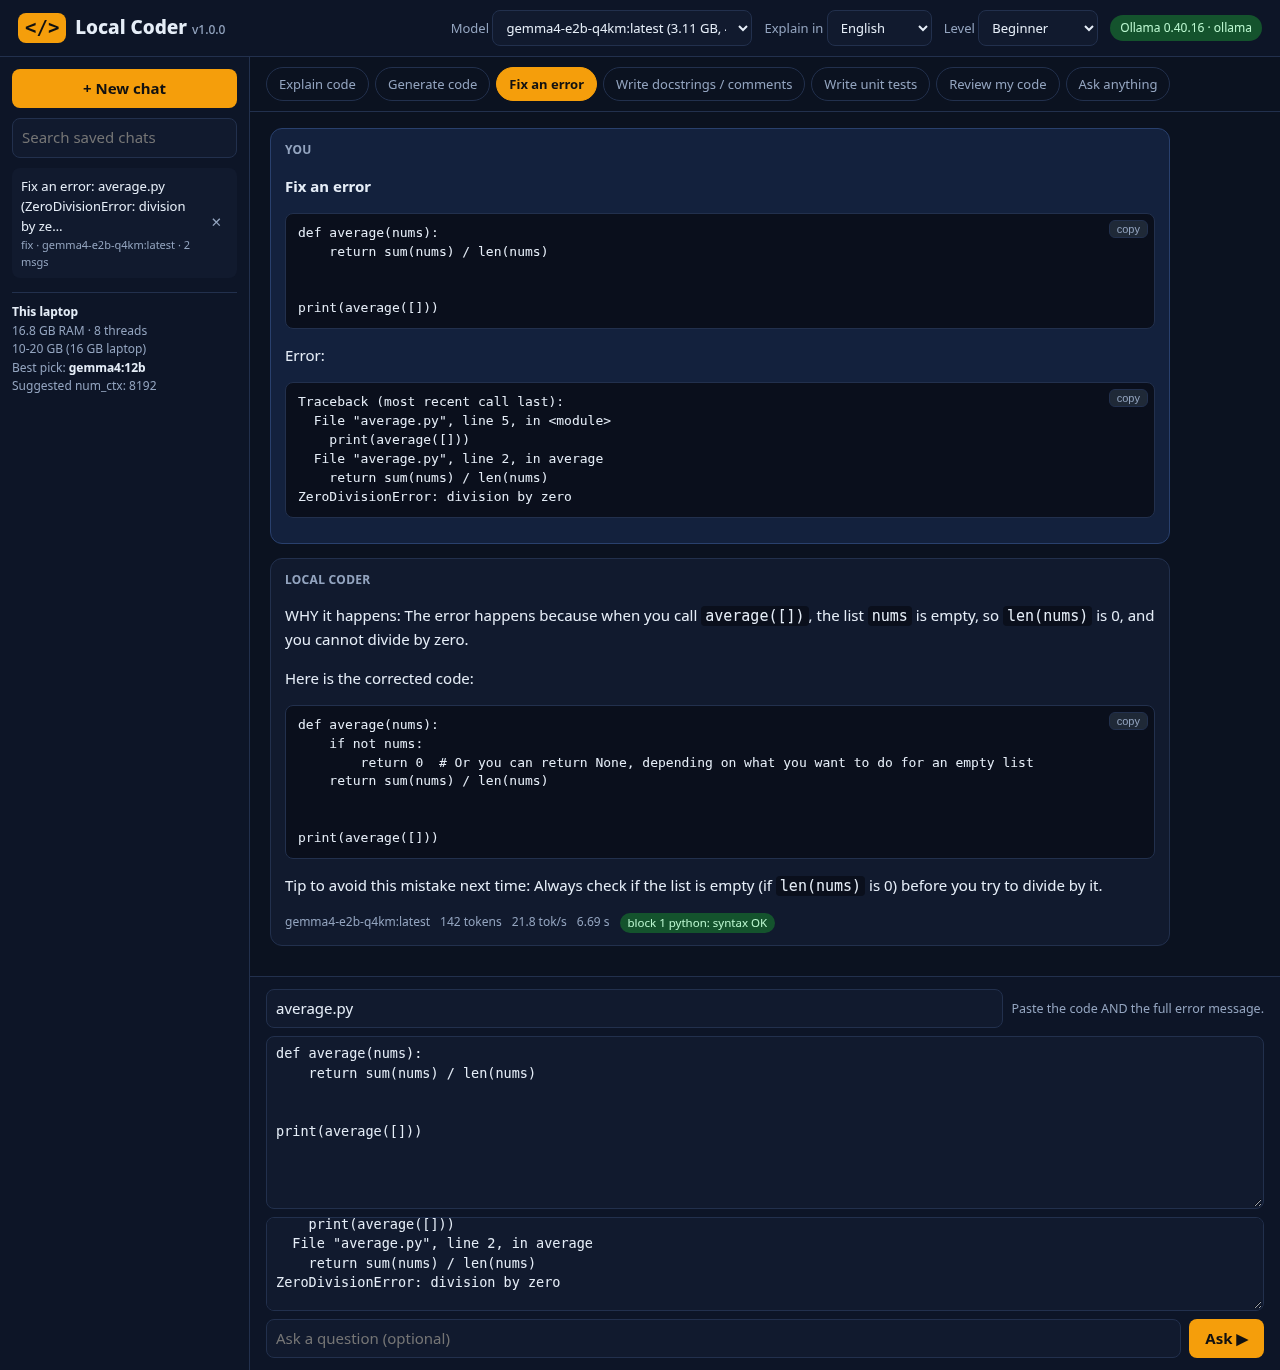 </> Local Coder v1.0.0
Model gemma4-e2b-q4km:latest (3.11 GB, Explain in English Level Beginner Ollama 0.40.16 · ollama
+ New chat
Search saved chats
Fix an error: average.py
(ZeroDivisionError: division
by ze...
fix · gemma4-e2b-q4km:latest · 2
msgs
×
This laptop
16.8 GB RAM · 8 threads
10-20 GB (16 GB laptop)
Best pick: gemma4:12b
Suggested num_ctx: 8192
Explain code Generate code Fix an error Write docstrings / comments Write unit tests Review my code Ask anything
YOU
Fix an error
copy
def average(nums):
    return sum(nums) / len(nums)
print(average([]))
Error:
copy
Traceback (most recent call last):
  File "average.py", line 5, in <module>
    print(average([]))
  File "average.py", line 2, in average
    return sum(nums) / len(nums)
ZeroDivisionError: division by zero
LOCAL CODER
WHY it happens: The error happens because when you call average([]), the list nums is empty, so len(nums) is 0, and
you cannot divide by zero.
Here is the corrected code:
copy
def average(nums):
    if not nums:
        return 0  # Or you can return None, depending on what you want to do for an empty list
    return sum(nums) / len(nums)
print(average([]))
Tip to avoid this mistake next time: Always check if the list is empty (if len(nums) is 0) before you try to divide by it.
gemma4-e2b-q4km:latest 142 tokens 21.8 tok/s 6.69 s block 1 python: syntax OK
average.py Paste the code AND the full error message.
def average(nums):
    return sum(nums) / len(nums)
print(average([]))
    print(average([]))
  File "average.py", line 2, in average
    return sum(nums) / len(nums)
ZeroDivisionError: division by zero
Ask a question (optional) Ask ▶